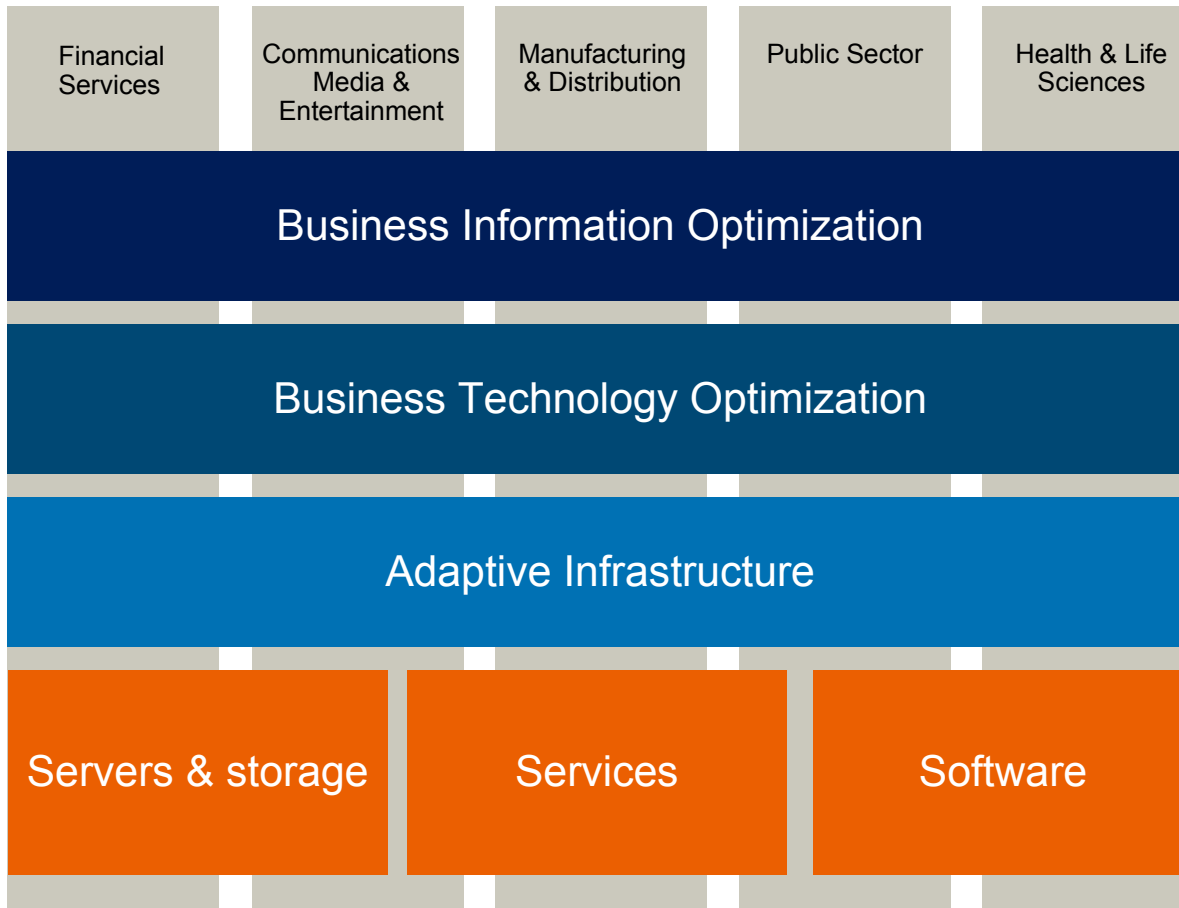 Financial
Services
Communications
Media &
Entertainment
Manufacturing
& Distribution
Public Sector
Health & Life
Sciences
Business Information Optimization
Business Technology Optimization
Adaptive Infrastructure
Servers & storage
Services
Software